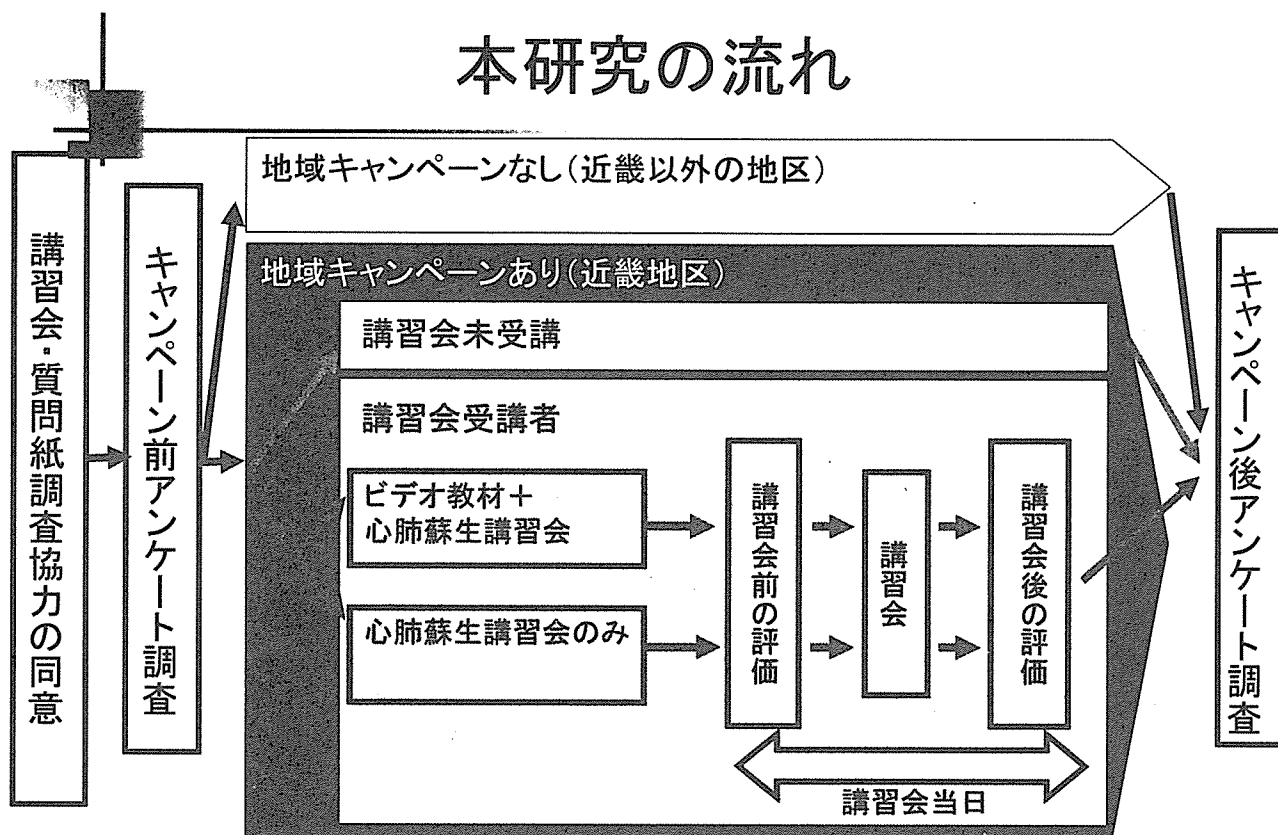 本研究の流れ
講習会・質問紙調査協力の同意
キャンペーン前アンケート調査
地域キャンペーンなし(近畿以外の地区)
地域キャンペーンあり(近畿地区)
講習会未受講
講習会受講者
ビデオ教材＋
心肺蘇生講習会
心肺蘇生講習会のみ
講習会前の評価
講習会
講習会後の評価
講習会当日
キャンペーン後アンケート調査